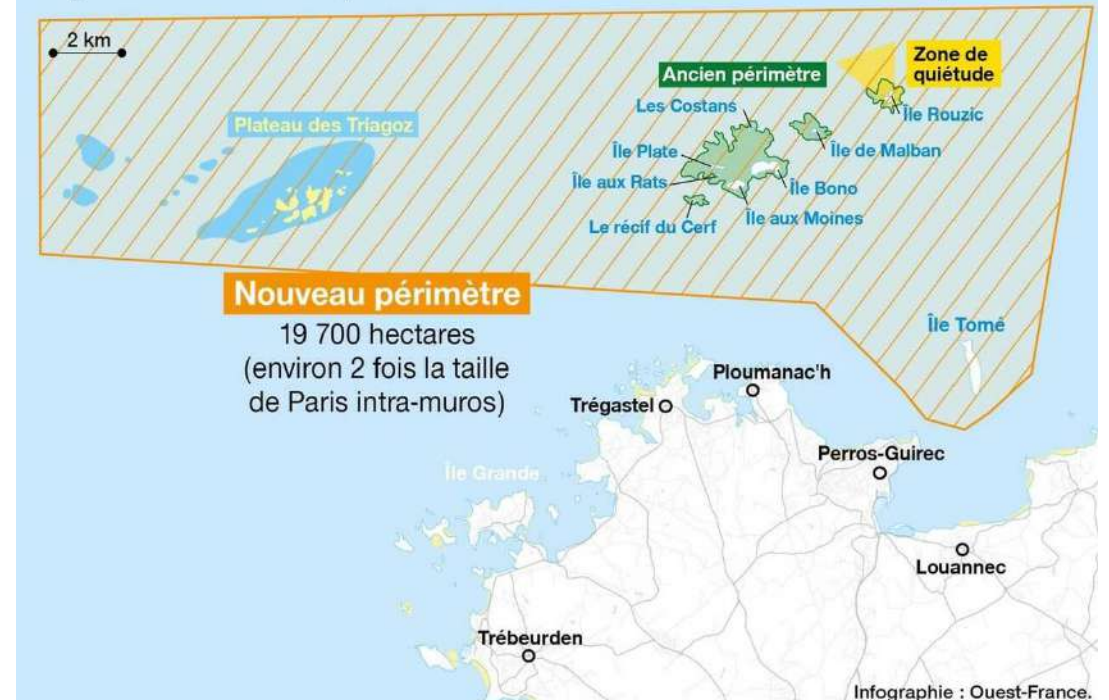 2 km
Zone de
quiétude
Ancien périmètre
Les Costans
Île Rouzic
Plateau des Triagoz
Île Plate
Île de Malban
Île aux Rats
Île Bono
Le récif du Cerf
Île aux Moines
Nouveau périmètre
19 700 hectares
(environ 2 fois la taille
de Paris intra-muros)
Île Tomé
Ploumanac'h
Trégastel
Perros-Guirec
Île Grande
Louannec
Trébeurden
Infographie : Ouest-France.